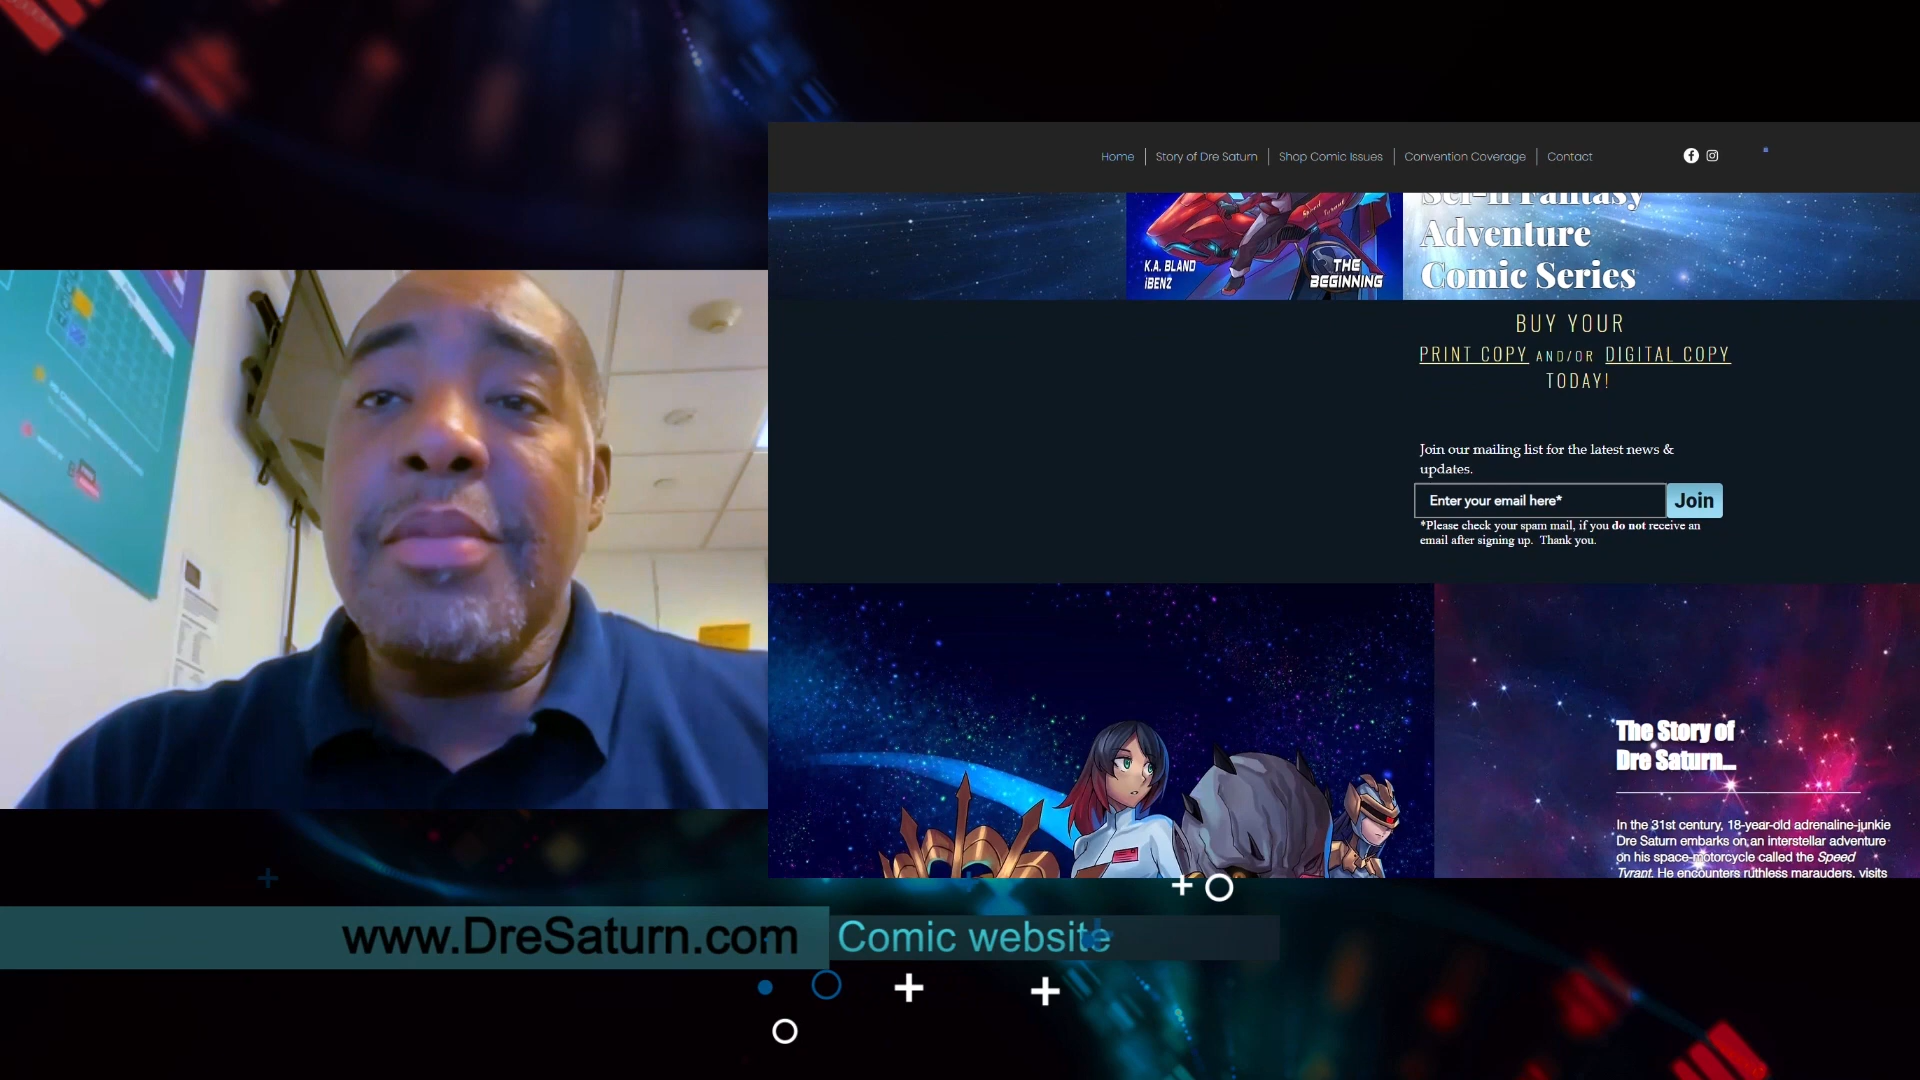 Home
Story of Dre Saturn
Shop Comic Issues
Convention Coverage
Contact
Speed Tyrant
K.A. BLAND
iBENZ
THE
BEGINNING
Sci-fi Fantasy
Adventure
Comic Series
BUY YOUR
PRINT COPY AND/OR DIGITAL COPY
TODAY!
Join our mailing list for the latest news &
updates.
Enter your email here*
Join
*Please check your spam mail, if you do not receive an
email after signing up. Thank you.
The Story of
Dre Saturn...
In the 31st century, 18-year-old adrenaline-junkie
Dre Saturn embarks on an interstellar adventure
on his space-motorcycle called the Speed
Tyrant. He encounters ruthless marauders, visits
www.DreSaturn.com
Comic website